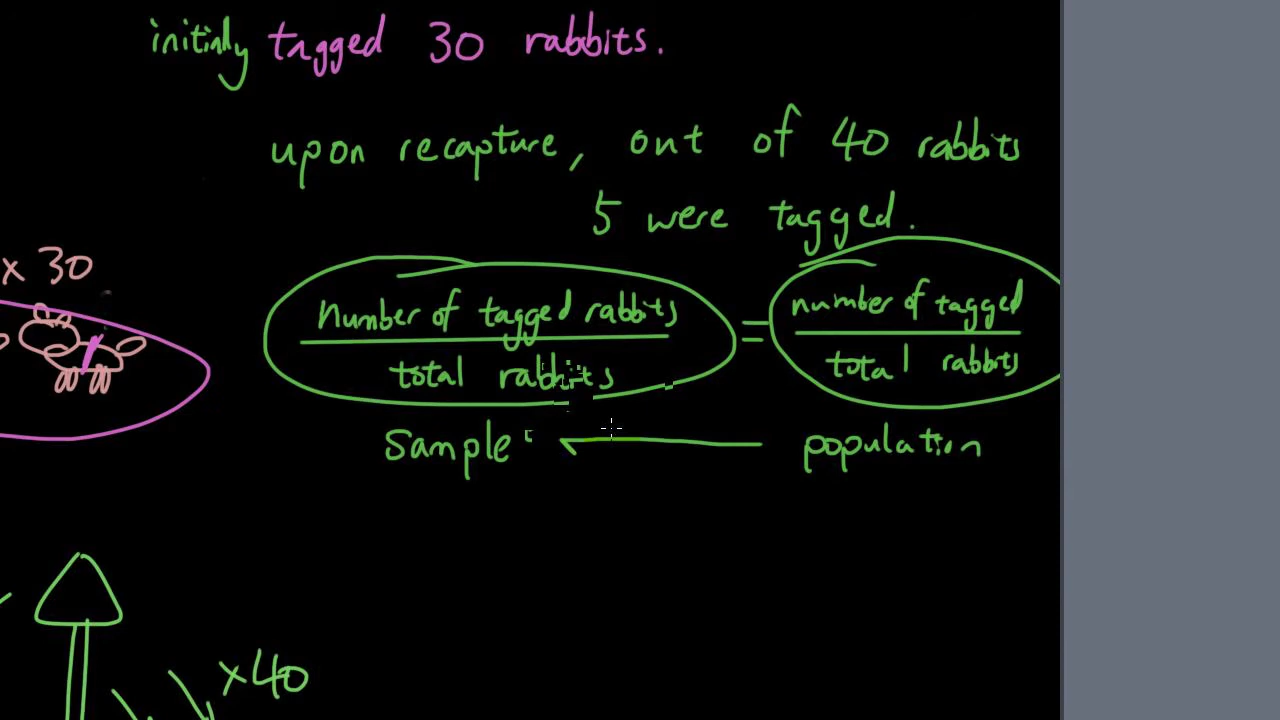 initially tagged 30 rabbits.
upon recapture, out of 40 rabbits
5 were tagged.
x 30
Number of tagged rabbits
total rabbits
=
number of tagged
total rabbits
Sample
population
x40